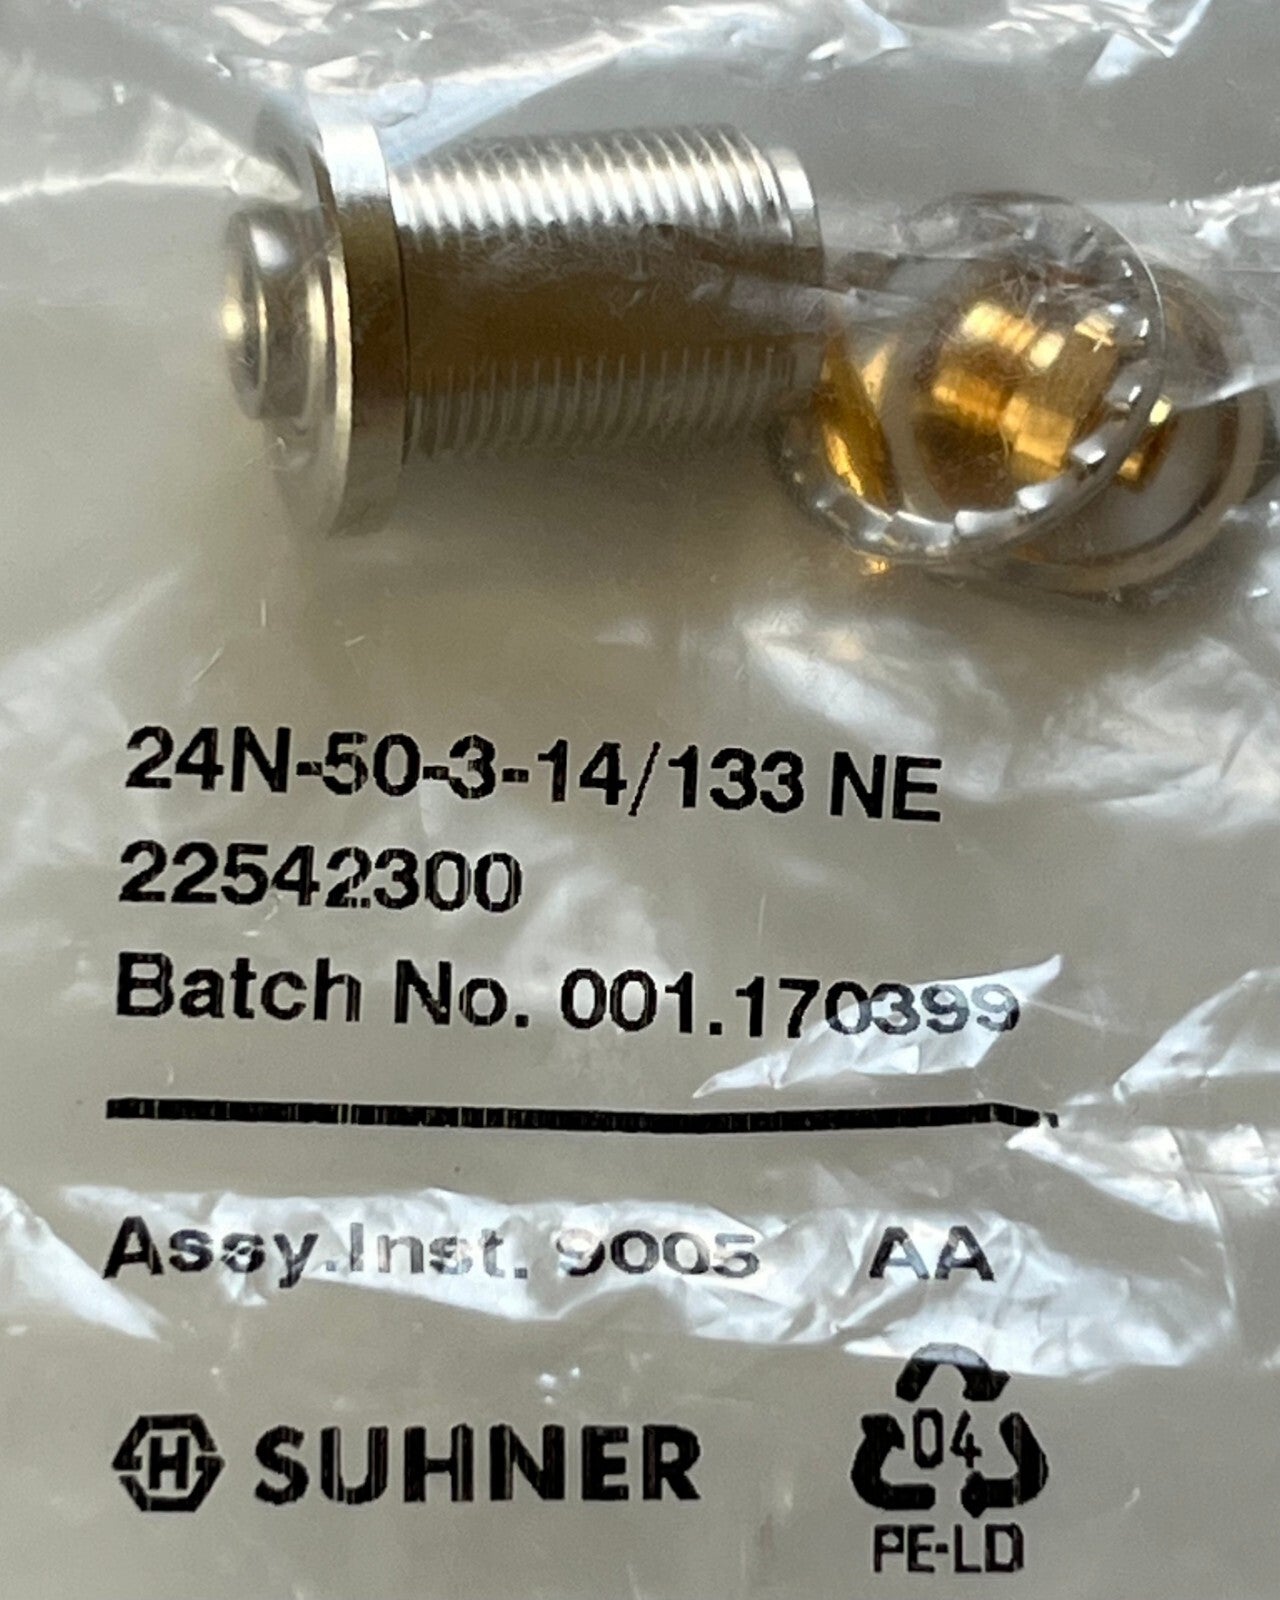 24N-50-3-14/133 NE
22542300
Batch No. 001.170399
Assy.Inst. 9005 AA
H SUHNER
04
PE-LD